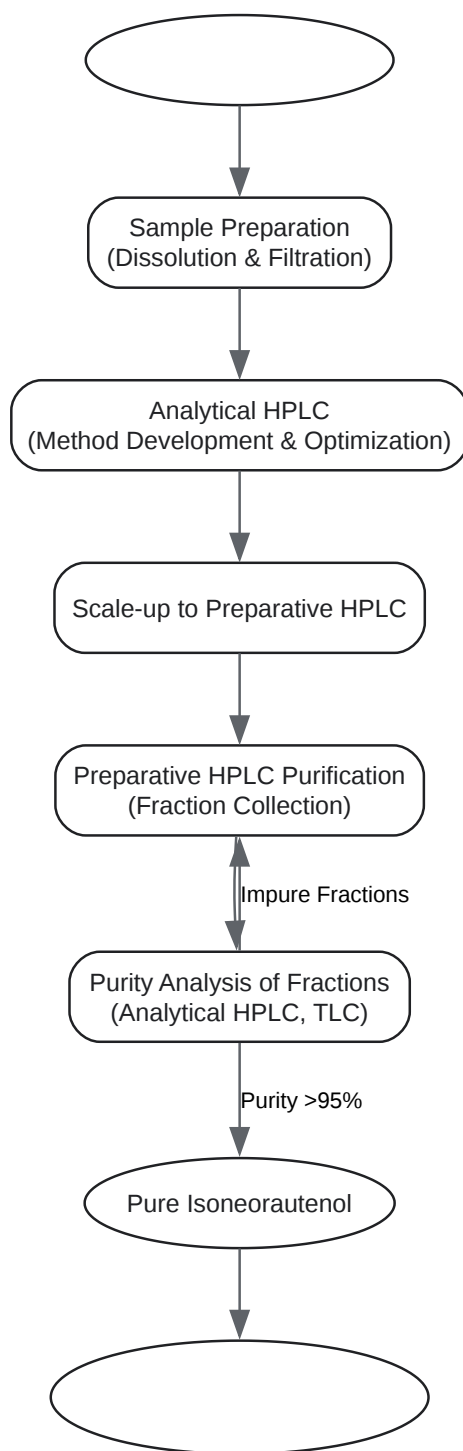 Sample Preparation
(Dissolution & Filtration)
Analytical HPLC
(Method Development & Optimization)
Scale-up to Preparative HPLC
Preparative HPLC Purification
(Fraction Collection)
Impure Fractions
Purity Analysis of Fractions
(Analytical HPLC, TLC)
Purity >95%
Pure Isoneorautenol